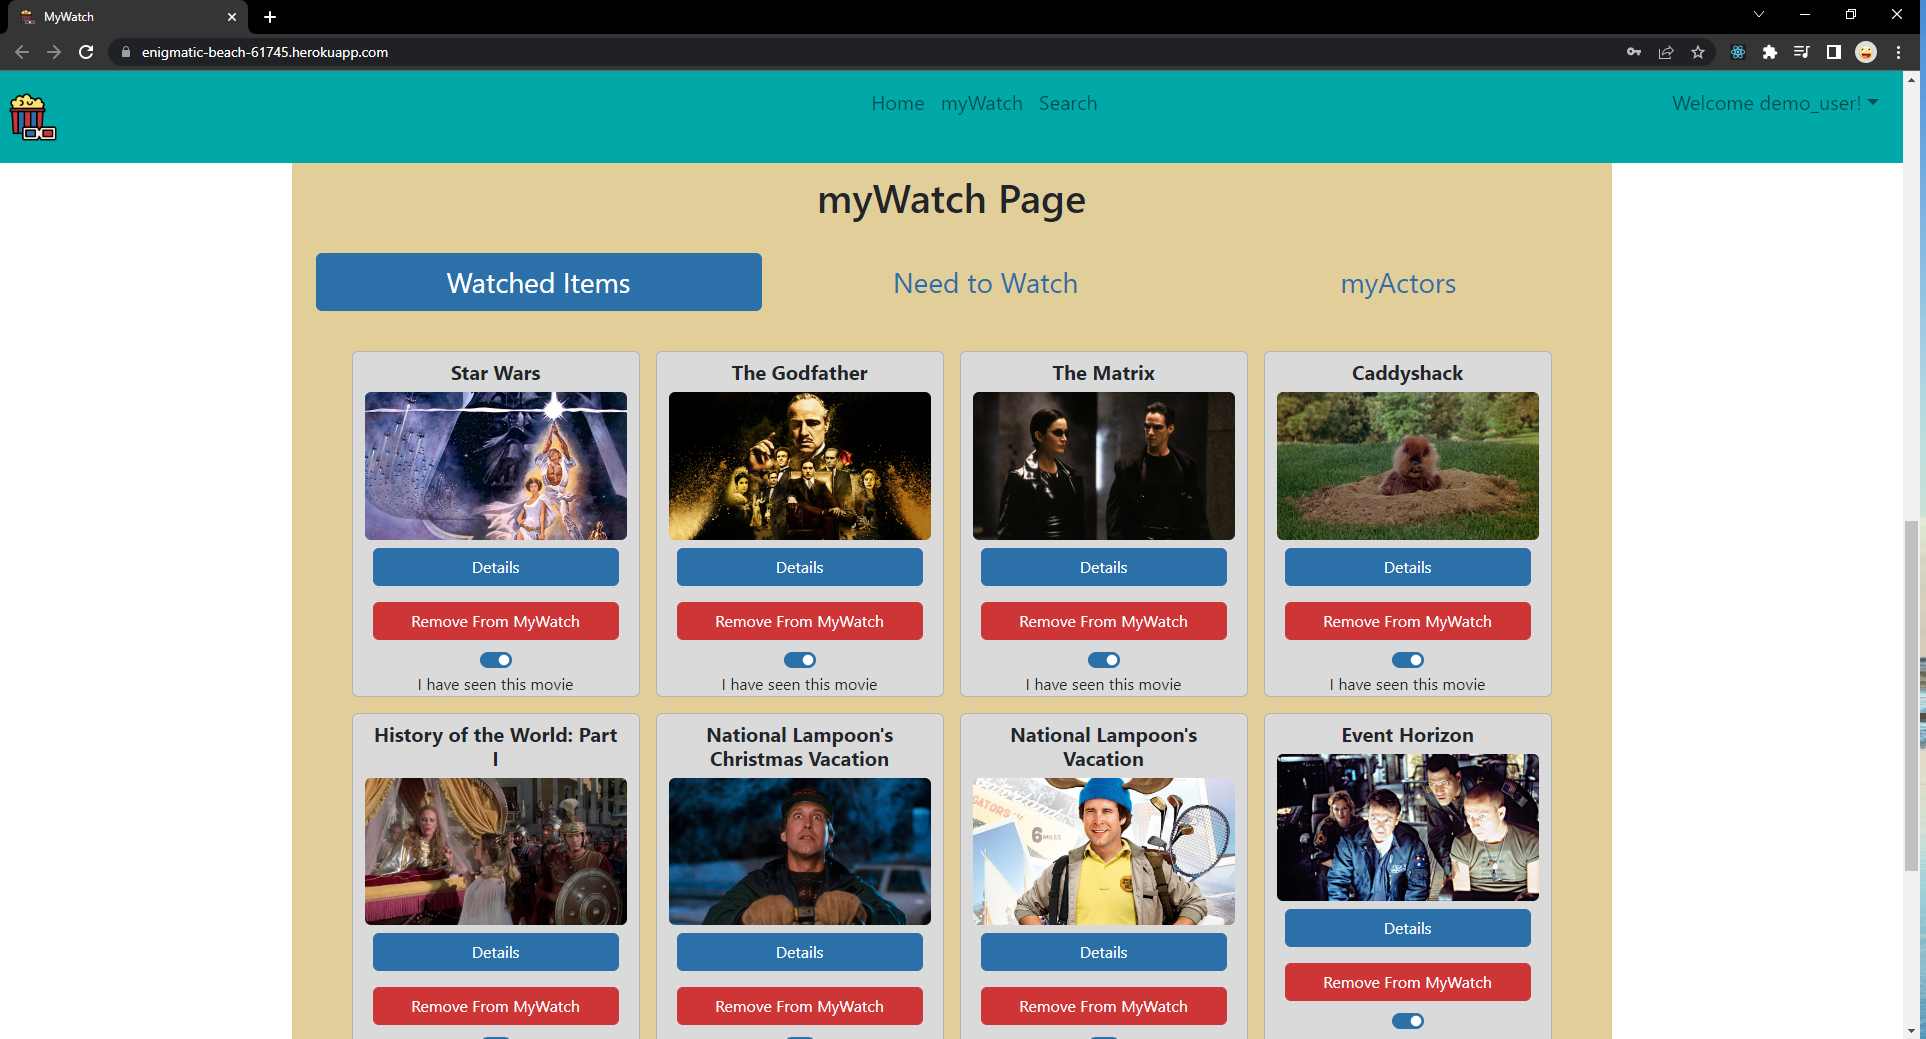 MyWatch
enigmatic-beach-61745.herokuapp.com
Home myWatch Search Welcome demo_user!
myWatch Page
Watched Items Need to Watch myActors
Star Wars
Details
Remove From MyWatch
I have seen this movie
The Godfather
Details
Remove From MyWatch
I have seen this movie
The Matrix
Details
Remove From MyWatch
I have seen this movie
Caddyshack
Details
Remove From MyWatch
I have seen this movie
History of the World: Part
I
Details
Remove From MyWatch
National Lampoon's
Christmas Vacation
Details
Remove From MyWatch
National Lampoon's
Vacation
6 MILES
Details
Remove From MyWatch
Event Horizon
Details
Remove From MyWatch